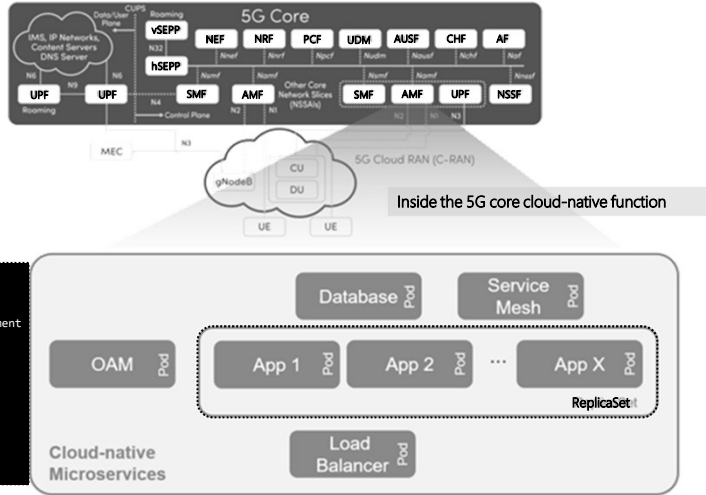 CUPS
Roaming
5G Core
Data/User
Plane
vSEPP
NEF
NRF
PCF
UDM
AUSF
CHF
AF
IMS, IP Networks,
Content Servers
DNS Server
N32
Nnef
Nnrf
Npcf
Nudm
Nausf
Nchf
Naf
hSEPP
Nsmf
Namf
Nsmf
Namf
Nnssf
N6
N9
N6
Other Core
Network Slices
(NSSAIs)
UPF
UPF
N4
SMF
AMF
SMF
AMF
UPF
NSSF
Roaming
Control Plane
N2
N1
N2
N1
N3
MEC
N3
5G Cloud RAN (C-RAN)
CU
gNodeB
DU
UE
UE
Inside the 5G core cloud-native function
ment
Database
Pod
Service
Mesh
Pod
OAM
Pod
App 1
Pod
App 2
Pod
...
App X
Pod
ReplicaSet
Load
Balancer
Pod
Cloud-native
Microservices